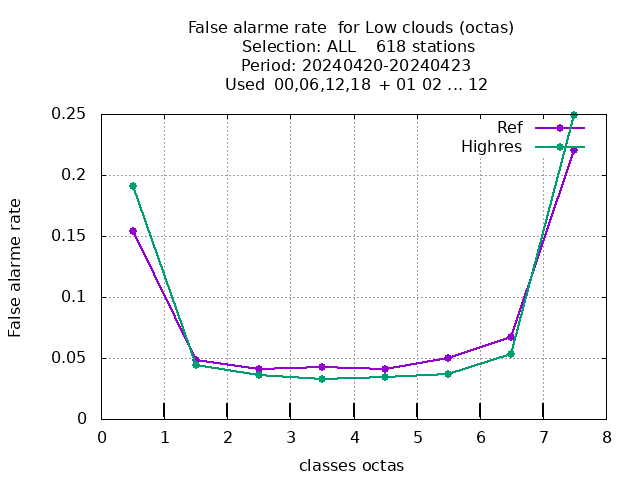 False alarme rate  for Low clouds (octas)
Selection: ALL    618 stations
Period: 20240420-20240423
Used  00,06,12,18 + 01 02 ... 12
Ref
Highres
0.25
0.2
0.15
0.1
0.05
0
False alarme rate
0 1 2 3 4 5 6 7 8
classes octas